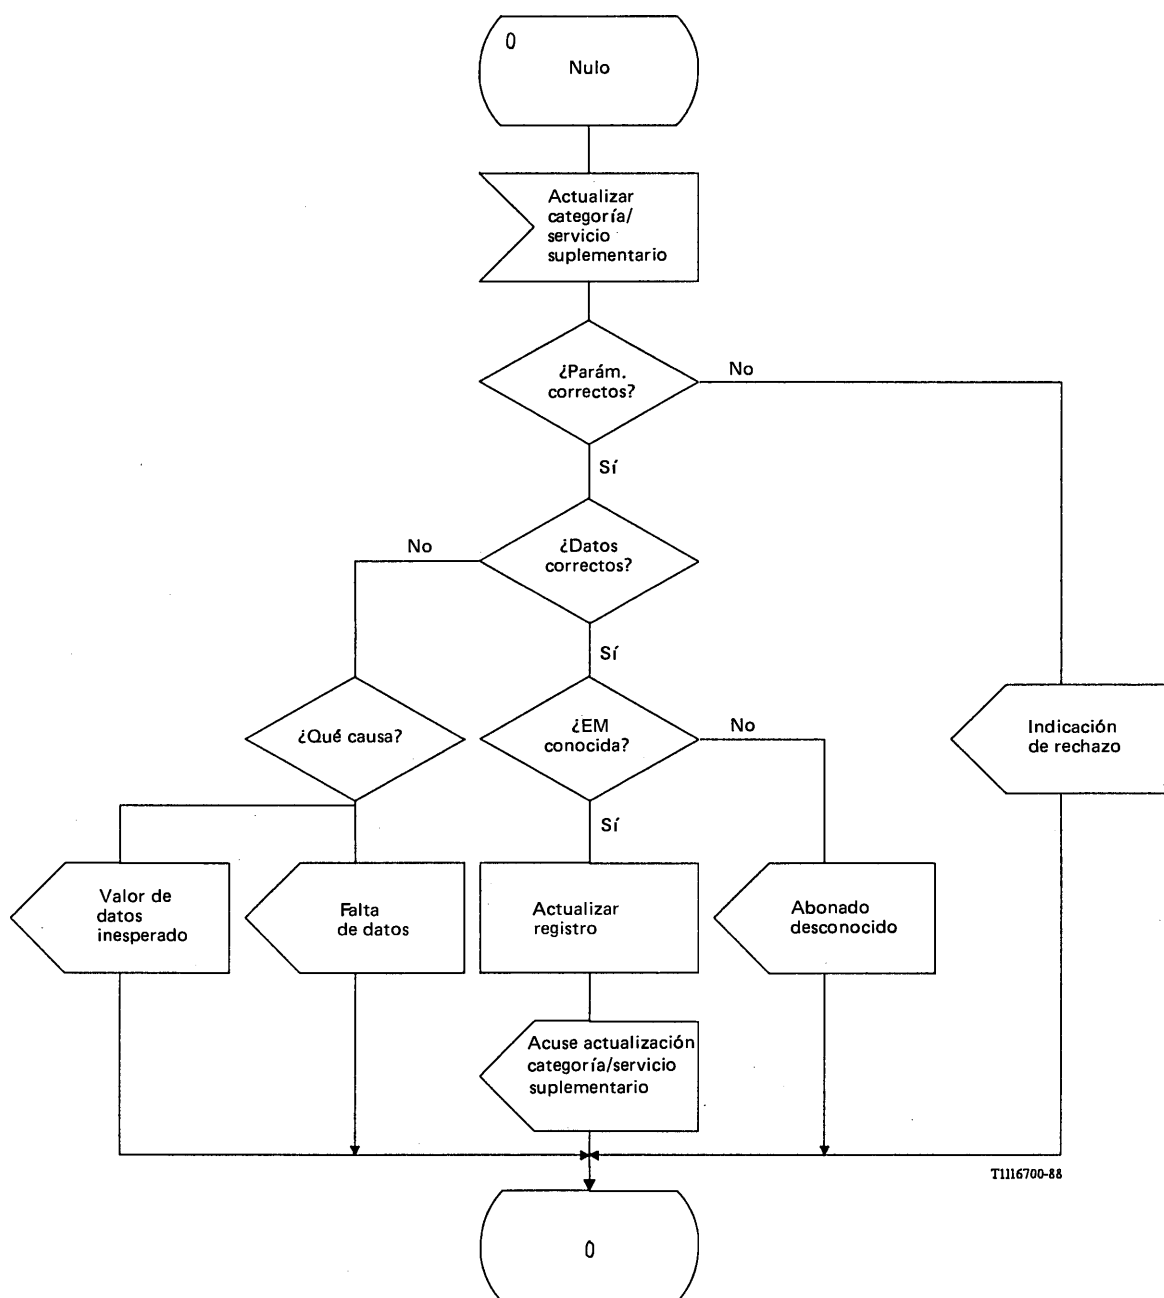 0
Nulo
Actualizar
categoría/
servicio
suplementario
¿Parám.
correctos?
No
Sí
¿Datos
correctos?
No
Sí
¿Qué causa?
¿EM
conocida?
No
Indicación
de rechazo
Sí
Valor de
datos
inesperado
Falta
de datos
Actualizar
registro
Abonado
desconocido
Acuse actualización
categoría/servicio
suplementario
T1116700-88
0